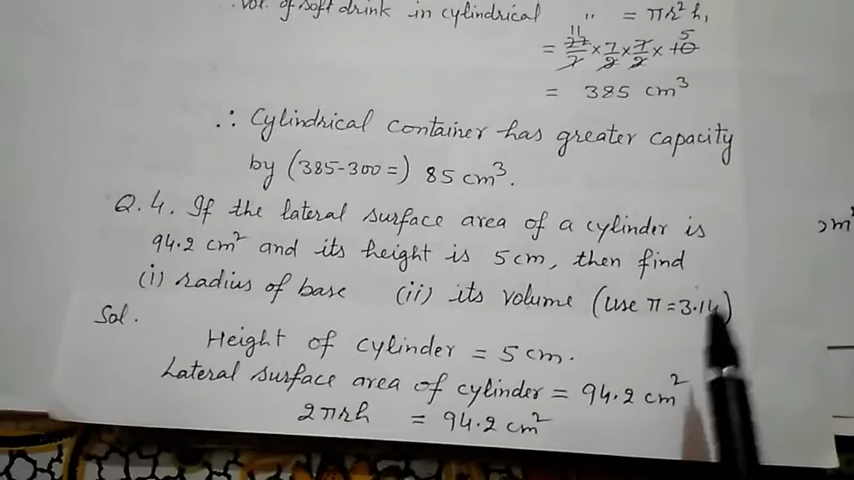 Vol. of soft drink in cylindrical " = πr²h,
= 22/7 × 7/2 × 7/2 × 10 11 5
= 385 cm³
∴ Cylindrical container has greater capacity
by (385-300=) 85 cm³.
Q.4. If the lateral surface area of a cylinder is
94.2 cm² and its height is 5cm, then find
(i) radius of base (ii) its volume (use π=3.14)
Sol.
Height of cylinder = 5cm.
Lateral surface area of cylinder = 94.2 cm²
2πrh = 94.2 cm²